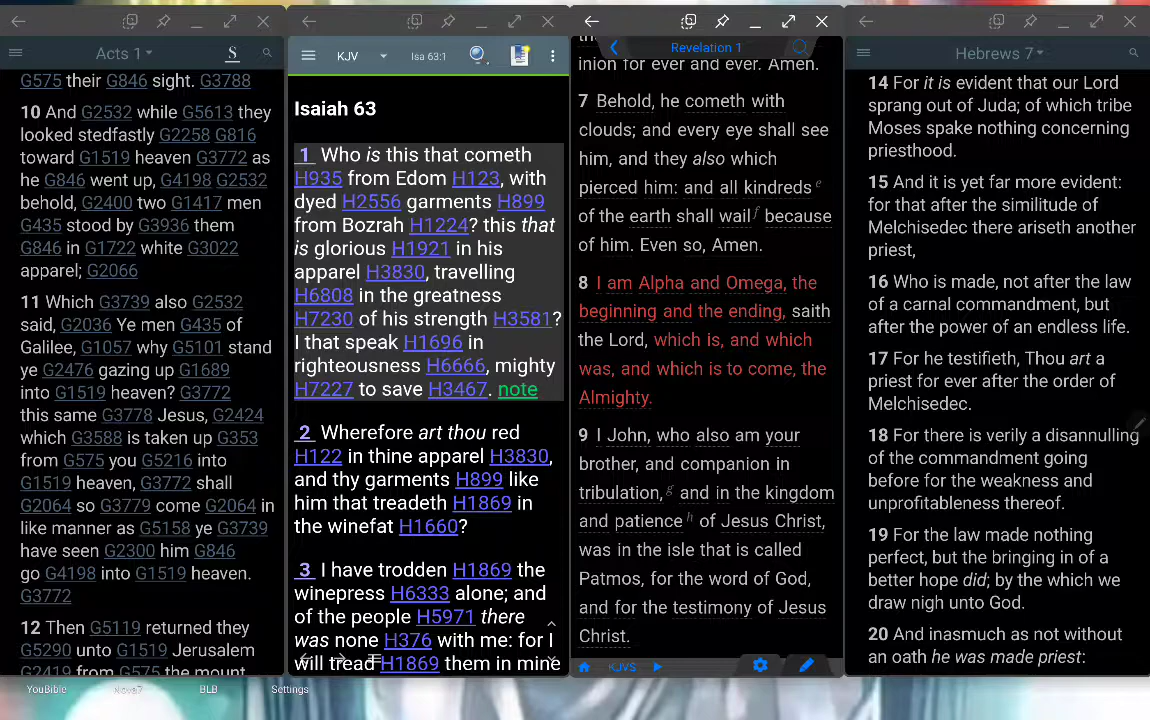 Acts 1
S
G575 their G846 sight. G3788
10 And G2532 while G5613 they
looked stedfastly G2258 G816
toward G1519 heaven G3772 as
he G846 went up, G4198 G2532
behold, G2400 two G1417 men
G435 stood by G3936 them
G846 in G1722 white G3022
apparel; G2066
11 Which G3739 also G2532
said, G2036 Ye men G435 of
Galilee, G1057 why G5101 stand
ye G2476 gazing up G1689
into G1519 heaven? G3772
this same G3778 Jesus, G2424
which G3588 is taken up G353
from G575 you G5216 into
G1519 heaven, G3772 shall
G2064 so G3779 come G2064 in
like manner as G5158 ye G3739
have seen G2300 him G846
go G4198 into G1519 heaven.
G3772
12 Then G5119 returned they
G5290 unto G1519 Jerusalem
G2419 from G575 the mount
KJV
Isa 63:1
Isaiah 63
1 Who is this that cometh
H935 from Edom H123, with
dyed H2556 garments H899
from Bozrah H1224? this that
is glorious H1921 in his
apparel H3830, travelling
H6808 in the greatness
H7230 of his strength H3581?
I that speak H1696 in
righteousness H6666, mighty
H7227 to save H3467. note
2 Wherefore art thou red
H122 in thine apparel H3830,
and thy garments H899 like
him that treadeth H1869 in
the winefat H1660?
3 I have trodden H1869 the
winepress H6333 alone; and
of the people H5971 there
was none H376 with me: for I
will tread H1869 them in mine
Revelation 1
inion for ever and ever. Amen.
7 Behold, he cometh with
clouds; and every eye shall see
him, and they also which
pierced him: and all kindreds e
of the earth shall wail f because
of him. Even so, Amen.
8 I am Alpha and Omega, the
beginning and the ending, saith
the Lord, which is, and which
was, and which is to come, the
Almighty.
9 I John, who also am your
brother, and companion in
tribulation, g and in the kingdom
and patience h of Jesus Christ,
was in the isle that is called
Patmos, for the word of God,
and for the testimony of Jesus
Christ.
KJVS
Hebrews 7
14 For it is evident that our Lord
sprang out of Juda; of which tribe
Moses spake nothing concerning
priesthood.
15 And it is yet far more evident:
for that after the similitude of
Melchisedec there ariseth another
priest,
16 Who is made, not after the law
of a carnal commandment, but
after the power of an endless life.
17 For he testifieth, Thou art a
priest for ever after the order of
Melchisedec.
18 For there is verily a disannulling
of the commandment going
before for the weakness and
unprofitableness thereof.
19 For the law made nothing
perfect, but the bringing in of a
better hope did; by the which we
draw nigh unto God.
20 And inasmuch as not without
an oath he was made priest:
YouBible
BLB
Settings